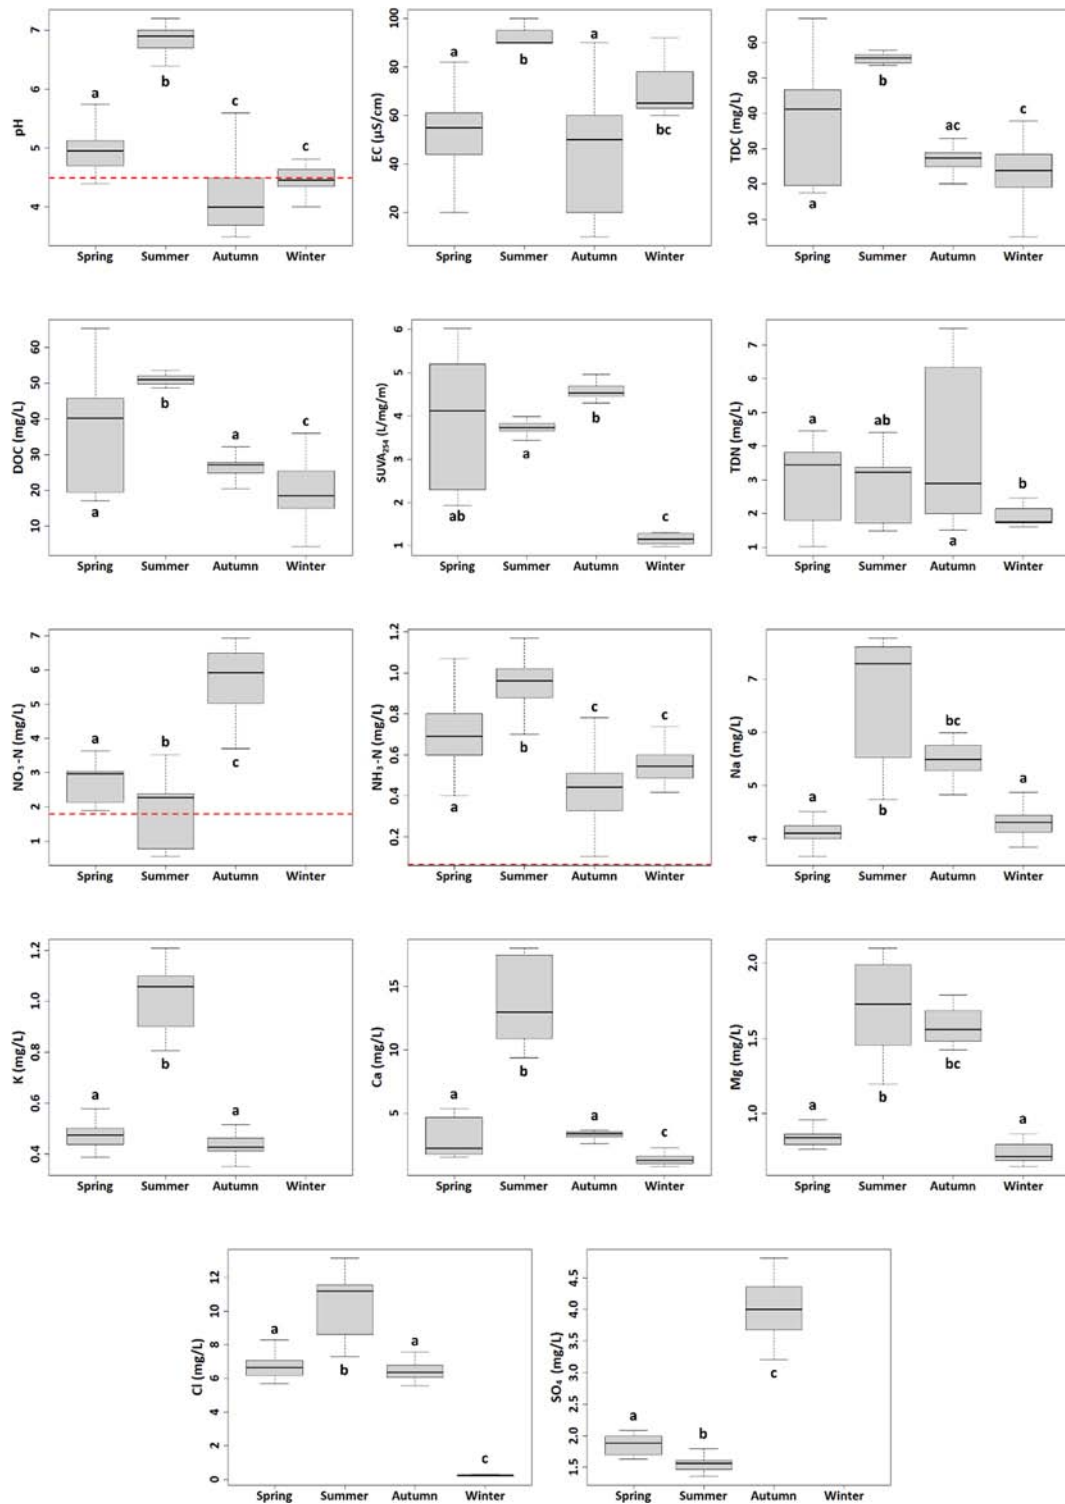 pH
7
6
5
4
a
b
c
c
Spring Summer Autumn Winter
EC (µS/cm)
100
80
60
40
20
a
b
a
bc
Spring Summer Autumn Winter
TDC (mg/L)
60
50
40
30
20
10
a
b
ac
c
Spring Summer Autumn Winter
DOC (mg/L)
60
50
40
30
20
10
a
b
a
c
Spring Summer Autumn Winter
SUVA₂₅₄ (L/mg/m)
6
5
4
3
2
1
ab
a
b
c
Spring Summer Autumn Winter
TDN (mg/L)
7
6
5
4
3
2
1
a
ab
a
b
Spring Summer Autumn Winter
NO₃-N (mg/L)
7
6
5
3
2
1
a
b
c
Spring Summer Autumn Winter
NH₃-N (mg/L)
1.2
1.0
0.8
0.6
0.4
0.2
a
b
c
c
Spring Summer Autumn Winter
Na (mg/L)
7
6
5
4
a
b
bc
a
Spring Summer Autumn Winter
K (mg/L)
1.2
1.0
0.8
0.6
0.4
a
b
a
Spring Summer Autumn Winter
Ca (mg/L)
15
10
5
a
b
a
c
Spring Summer Autumn Winter
Mg (mg/L)
2.0
1.5
1.0
a
b
bc
a
Spring Summer Autumn Winter
Cl (mg/L)
12
10
8
6
4
2
0
a
b
a
c
Spring Summer Autumn Winter
SO₄ (mg/L)
4.5
4.0
3.5
3.0
2.5
2.0
1.5
a
b
c
Spring Summer Autumn Winter